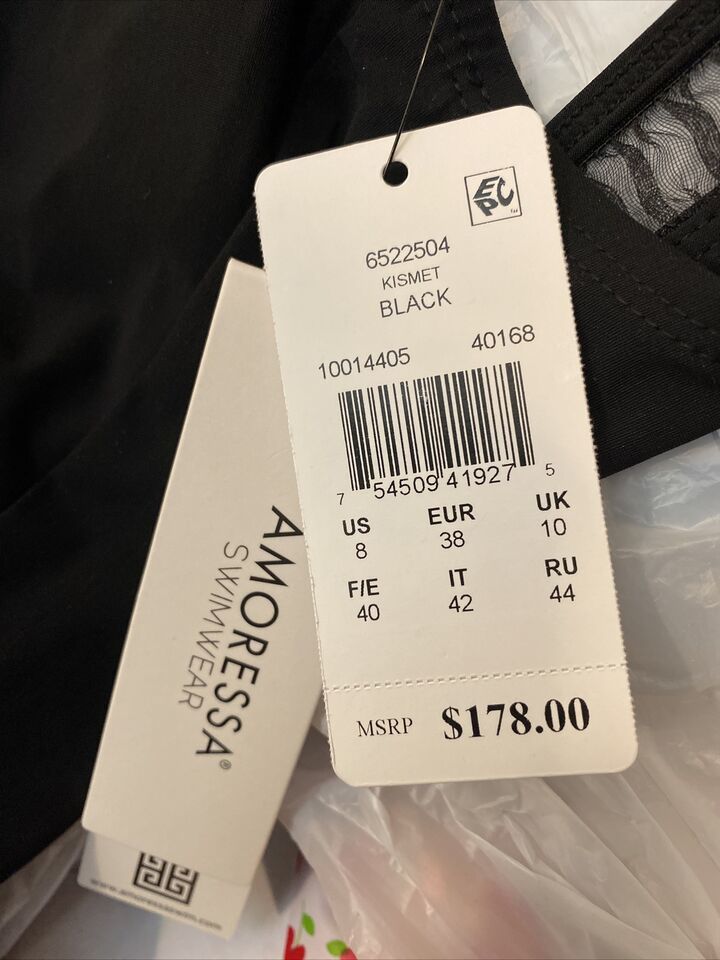 EPC
6522504
KISMET
BLACK
10014405 40168
7 54509 41927 5
US EUR UK
8 38 10
F/E IT RU
40 42 44
MSRP $178.00
AMORESSA®
SWIMWEAR